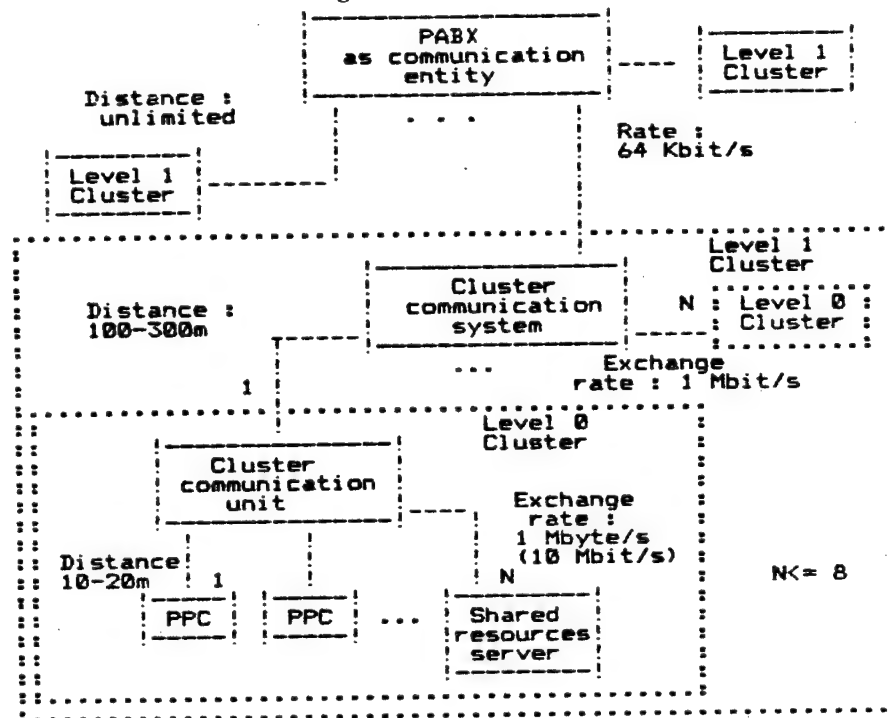 PABX
as communication
entity
Level 1
Cluster
Distance :
unlimited
. . .
Rate :
64 Kbit/s
Level 1
Cluster
Level 1
Cluster
Cluster
communication
system
Distance :
100-300m
N
Level 0
Cluster
...
Exchange
rate : 1 Mbit/s
1
Level 0
Cluster
Cluster
communication
unit
Exchange
rate :
1 Mbyte/s
(10 Mbit/s)
Distance
10-20m
1
N
N<= 8
PPC
PPC
...
Shared
resources
server